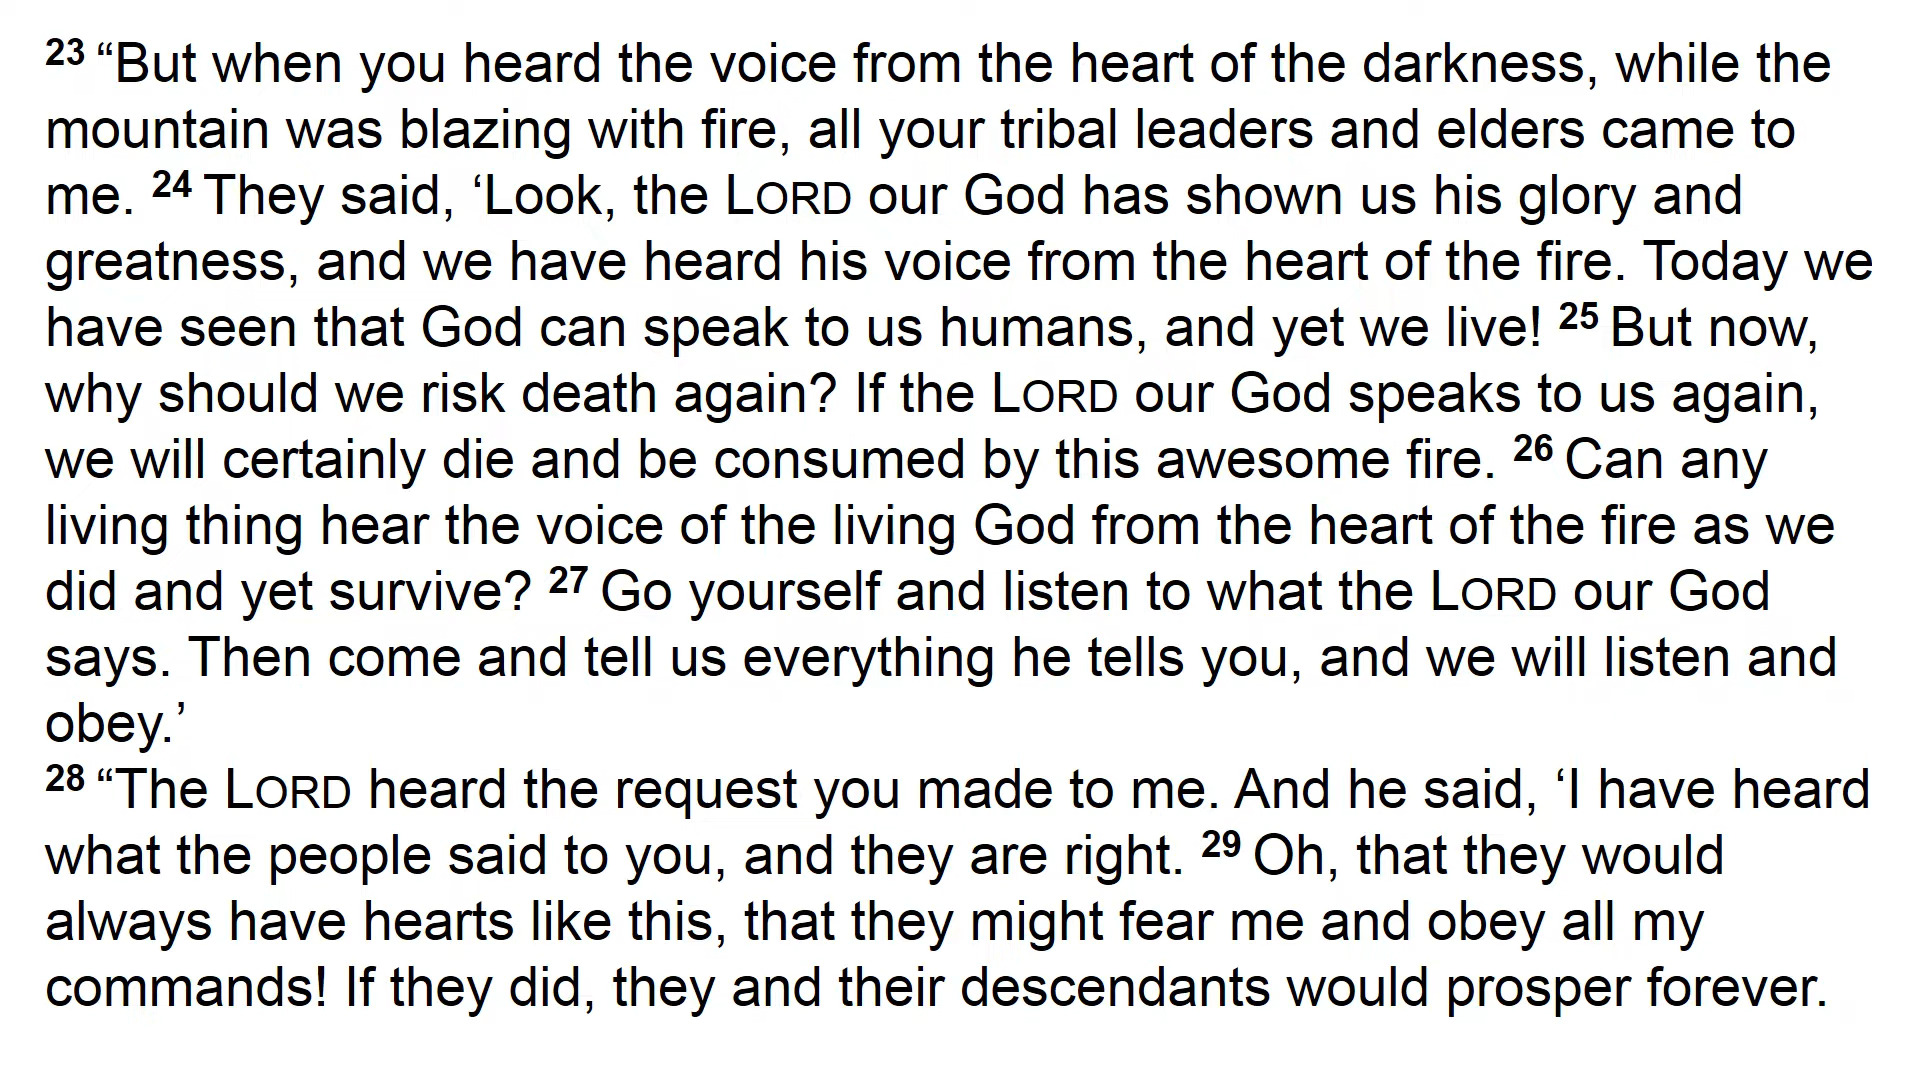 23 “But when you heard the voice from the heart of the darkness, while the
mountain was blazing with fire, all your tribal leaders and elders came to
me. 24 They said, ‘Look, the LORD our God has shown us his glory and
greatness, and we have heard his voice from the heart of the fire. Today we
have seen that God can speak to us humans, and yet we live! 25 But now,
why should we risk death again? If the LORD our God speaks to us again,
we will certainly die and be consumed by this awesome fire. 26 Can any
living thing hear the voice of the living God from the heart of the fire as we
did and yet survive? 27 Go yourself and listen to what the LORD our God
says. Then come and tell us everything he tells you, and we will listen and
obey.’
28 “The LORD heard the request you made to me. And he said, ‘I have heard
what the people said to you, and they are right. 29 Oh, that they would
always have hearts like this, that they might fear me and obey all my
commands! If they did, they and their descendants would prosper forever.